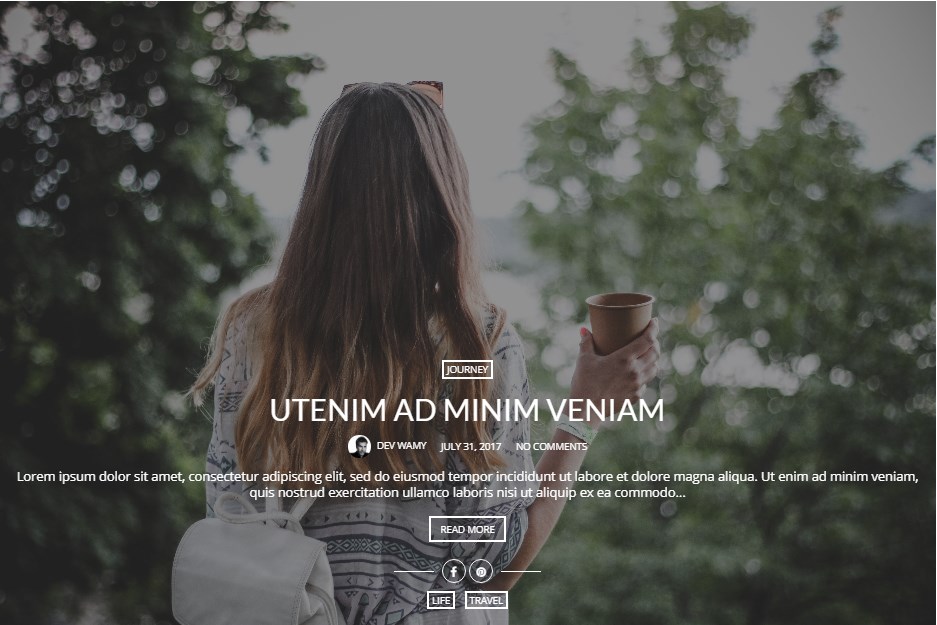 JOURNEY
UTENIM AD MINIM VENIAM
DEV WAMY JULY 31, 2017 NO COMMENTS
Lorem ipsum dolor sit amet, consectetur adipiscing elit, sed do eiusmod tempor incididunt ut labore et dolore magna aliqua. Ut enim ad minim veniam,
quis nostrud exercitation ullamco laboris nisi ut aliquip ex ea commodo...
READ MORE
LIFE TRAVEL